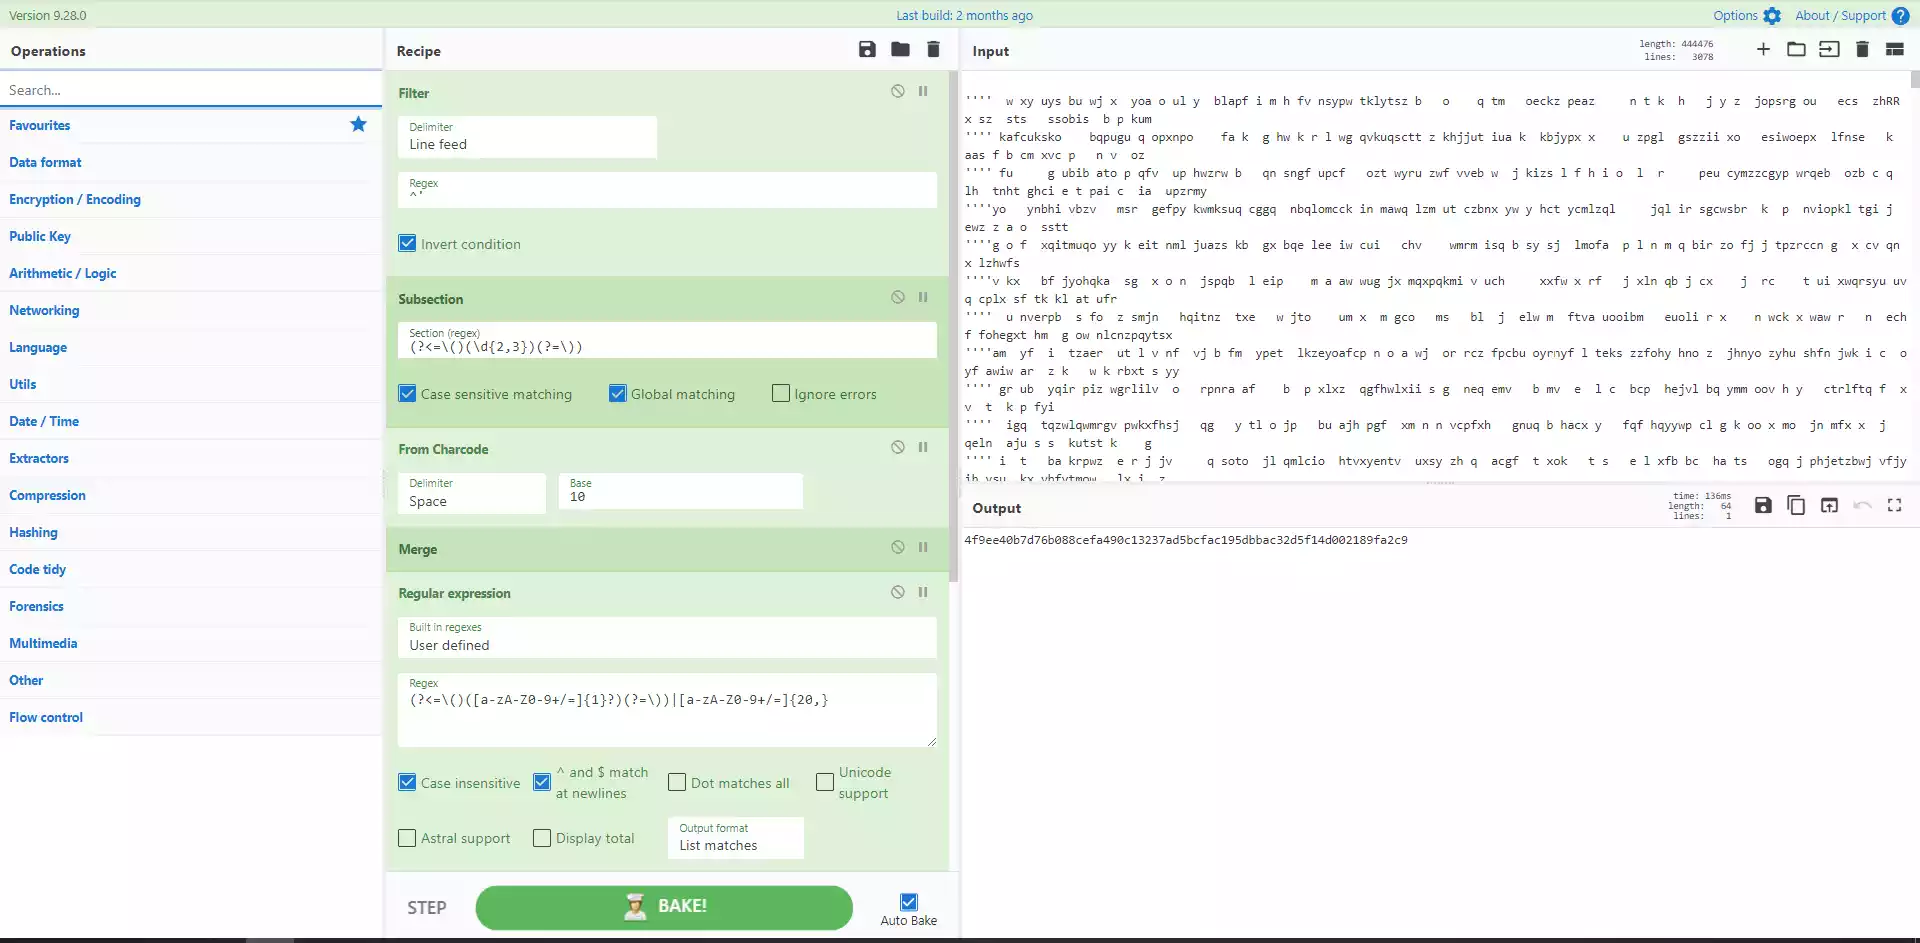 Version 9.28.0
Last build: 2 months ago
Options
About / Support
Operations
Search...
Favourites
Data format
Encryption / Encoding
Public Key
Arithmetic / Logic
Networking
Language
Utils
Date / Time
Extractors
Compression
Hashing
Code tidy
Forensics
Multimedia
Other
Flow control
Recipe
Filter
Delimiter
Line feed
Regex
^'
Invert condition
Subsection
Section (regex)
(?<=\()(\d{2,3})(?=\))
Case sensitive matching
Global matching
Ignore errors
From Charcode
Delimiter
Space
Base
10
Merge
Regular expression
Built in regexes
User defined
Regex
(?<=\()([a-zA-Z0-9+/=]{1}?)(?=\))|[a-zA-Z0-9+/=]{20,}
Case insensitive
^ and $ match
at newlines
Dot matches all
Unicode
support
Astral support
Display total
Output format
List matches
STEP
BAKE!
Auto Bake
Input
length: 444476
lines: 3078
'''' w xy uys bu wj x yoa o ul y blapf i m h fv nsypw tklytsz b o q tm oeckz peaz n t k h j y z jopsrg ou ecs zhRR
x sz sts ssobis b p kum
'''' kafcuksko bqpugu q opxnpo fa k g hw k r l wg qvkuqsctt z khjjut iua k kbjypx x u zpgl gszzii xo esiwoepx lfnse k
aas f b cm xvc p n v oz
'''' fu g ubib ato p qfv up hwzrw b qn sngf upcf ozt wyru zwf vveb w j kizs l f h i o l r peu cymzzcgyp wrqeb ozb c q
lh tnht ghci e t pai c ia upzrmy
''''yo ynbhi vbzv msr gefpy kwmksuq cggq nbqlomcck in mawq lzm ut czbnx yw y hct ycmlzql jql ir sgcwsbr k p nviopkl tgi j
ewz z a o sstt
''''g o f xqitmuqo yy k eit nml juazs kb gx bqe lee iw cui chv wmrm isq b sy sj lmofa p l n m q bir zo fj j tpzrccn g x cv qn
x lzhwfs
''''v kx bf jyohqka sg x o n jspqb l eip m a aw wug jx mqxpqkmi v uch xxfw x rf j xln qb j cx j rc t ui xwqrsyu uv
q cplx sf tk kl at ufr
'''' u nverpb s fo z smjn hqitnz txe w jto um x m gco ms bl j elw m ftva uooibm euoli r x n wck x waw r n ech
f fohegxt hm g ow nlcnzpqytsx
''''am yf i tzaer ut l v nf vj b fm ypet lkzeyoafcp n o a wj or rcz fpcbu oyrnyf l teks zzfohy hno z jhnyo zyhu shfn jwk i c o
yf awiw ar z k w k rbxt s yy
'''' gr ub yqir piz wgrlilv o rpnra af b p xlxz qgfhwlxii s g neq emv b mv e l c bcp hejvl bq ymm oov h y ctrlftq f x
v t k p fyi
'''' igq tqzwlqwmrgv pwkxfhsj qg y tl o jp bu ajh pgf xm n n vcpfxh gnuq b hacx y fqf hqyywp cl g k oo x mo jn mfx x j
qeln aju s s kutst k g
'''' i t ba krpwz e r j jv q soto jl qmlcio htvxyentv uxsy zh q acgf t xok t s e l xfb bc ha ts ogq j phjetzbwj vfjy
Output
time: 136ms
length: 64
lines: 1
4f9ee40b7d76b088cefa490c13237ad5bcfac195dbbac32d5f14d002189fa2c9